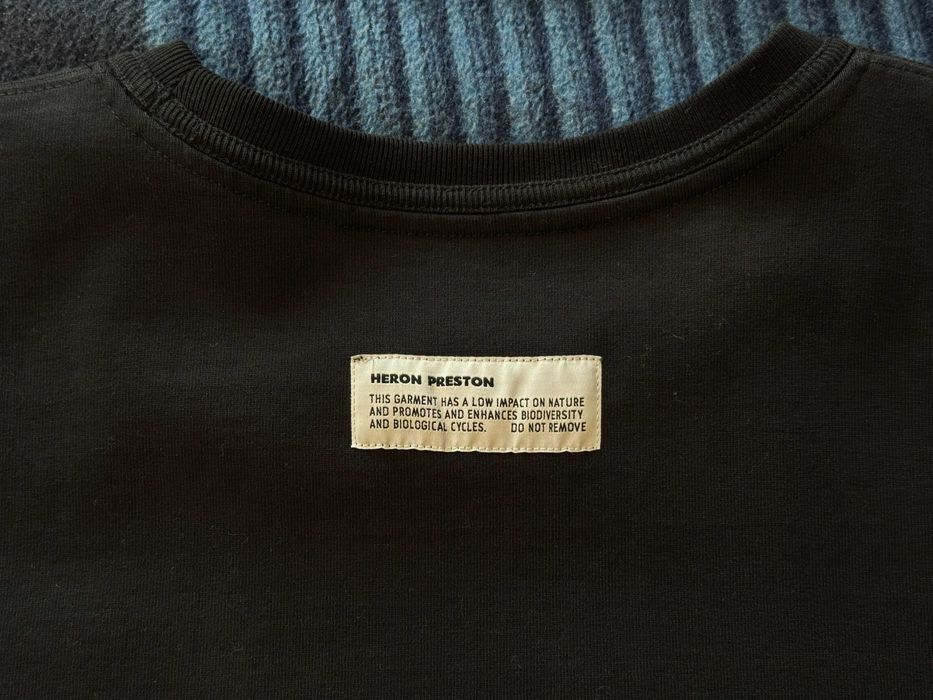 HERON PRESTON
THIS GARMENT HAS A LOW IMPACT ON NATURE
AND PROMOTES AND ENHANCES BIODIVERSITY
AND BIOLOGICAL CYCLES. DO NOT REMOVE